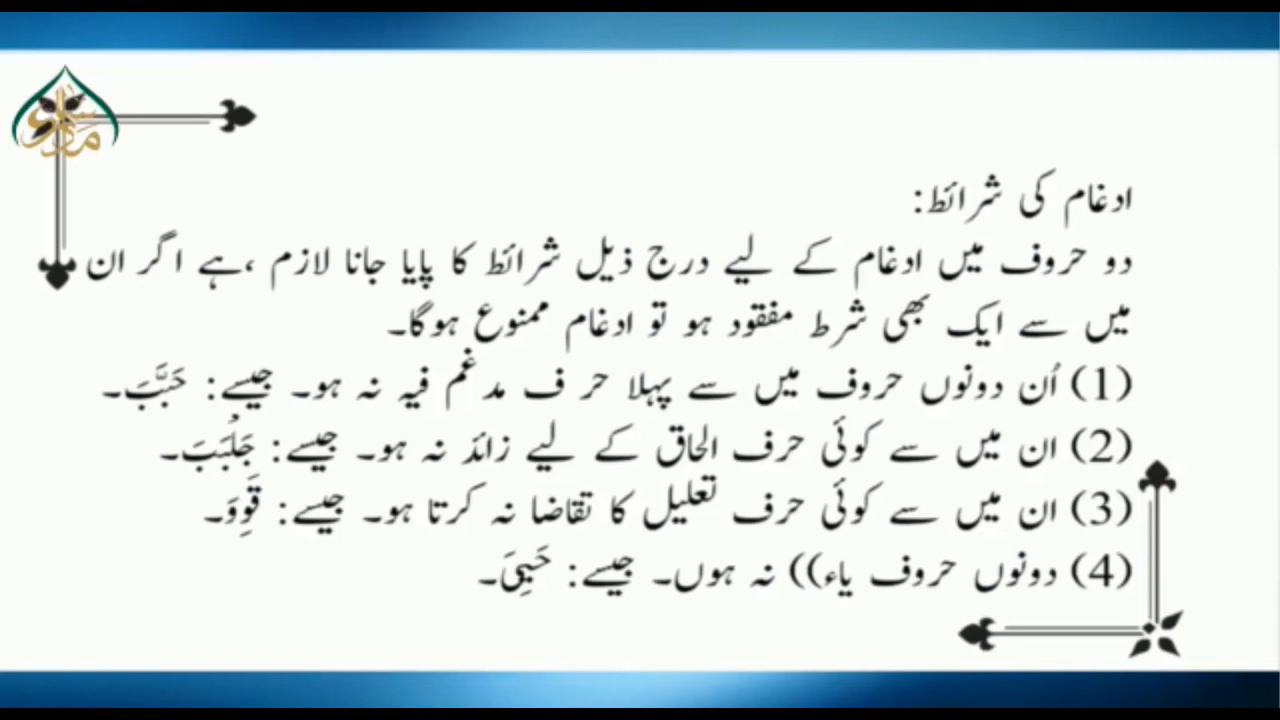 ادغام کی شرائط:
دو حروف میں ادغام کے لیے درج ذیل شرائط کا پایا جانا لازم ،ہے اگر ان
میں سے ایک بھی شرط مفقود ہو تو ادغام ممنوع ہوگا۔
(1) اُن دونوں حروف میں سے پہلا حر ف مدغم فیہ نہ ہو۔ جیسے: حَبَّبَ۔
(2) ان میں سے کوئی حرف الحاق کے لیے زائد نہ ہو۔ جیسے: جَلْبَبَ۔
(3) ان میں سے کوئی حرف تعلیل کا تقاضا نہ کرتا ہو۔ جیسے: قَوِوَ۔
(4) دونوں حروف یاء)) نہ ہوں۔ جیسے: حَیِیَ۔